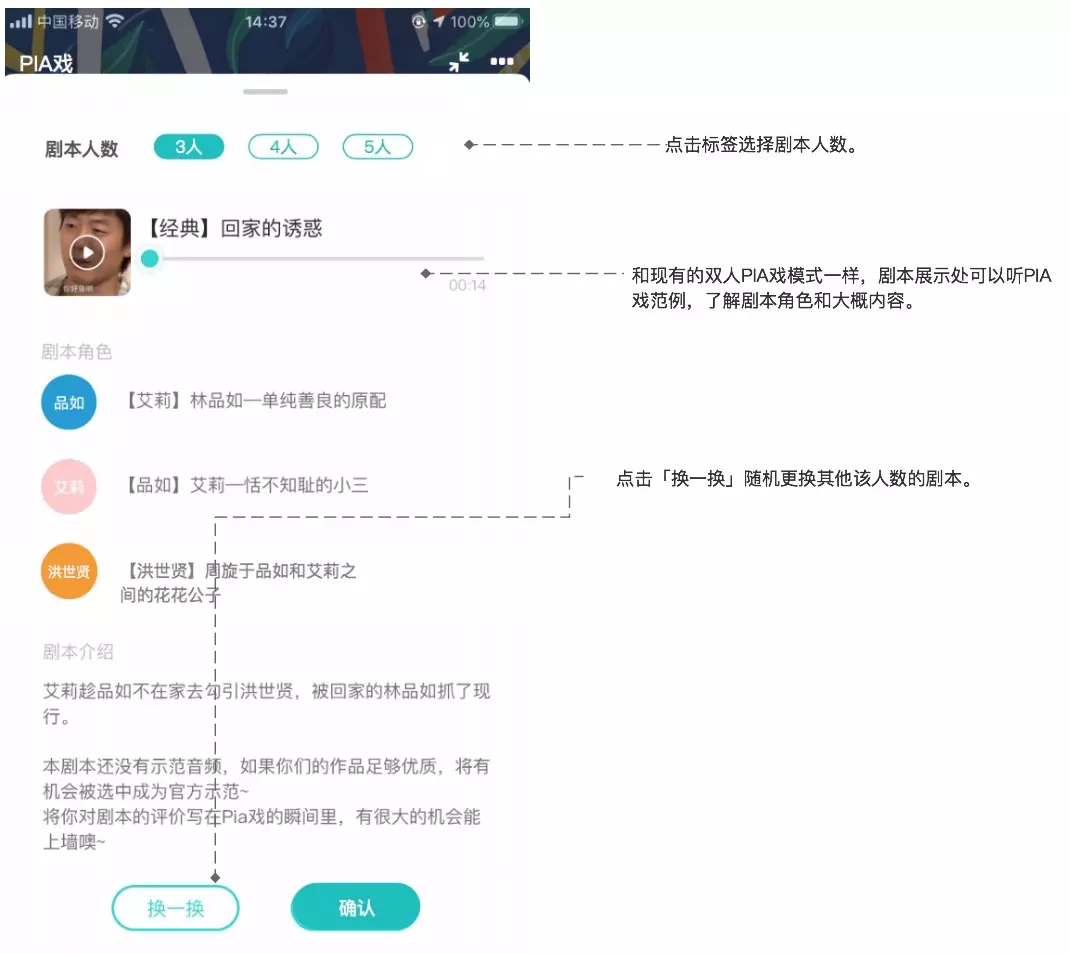 中国移动 14:37 100%
PIA戏
剧本人数 3人 4人 5人
点击标签选择剧本人数。
【经典】回家的诱惑
00:14
和现有的双人PIA戏模式一样，剧本展示处可以听PIA
戏范例，了解剧本角色和大概内容。
剧本角色
品如 【艾莉】林品如—单纯善良的原配
艾莉 【品如】艾莉—恬不知耻的小三
点击「换一换」随机更换其他该人数的剧本。
洪世贤 【洪世贤】周旋于品如和艾莉之
间的花花公子
剧本介绍
艾莉趁品如不在家去勾引洪世贤，被回家的林品如抓了现
行。
本剧本还没有示范音频，如果你们的作品足够优质，将有
机会被选中成为官方示范~
将你对剧本的评价写在Pia戏的瞬间里，有很大的机会能
上墙噢~
换一换 确认